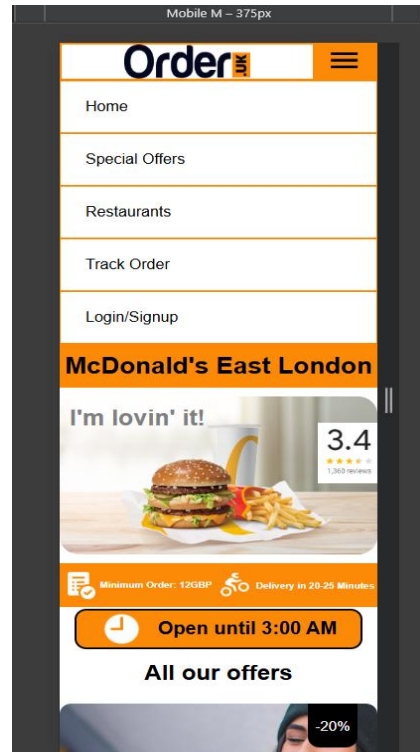 Mobile M – 375px
Order.UK
Home
Special Offers
Restaurants
Track Order
Login/Signup
McDonald's East London
I'm lovin' it!
3.4
1,360 reviews
Minimum Order: 12GBP Delivery in 20-25 Minutes
Open until 3:00 AM
All our offers
-20%